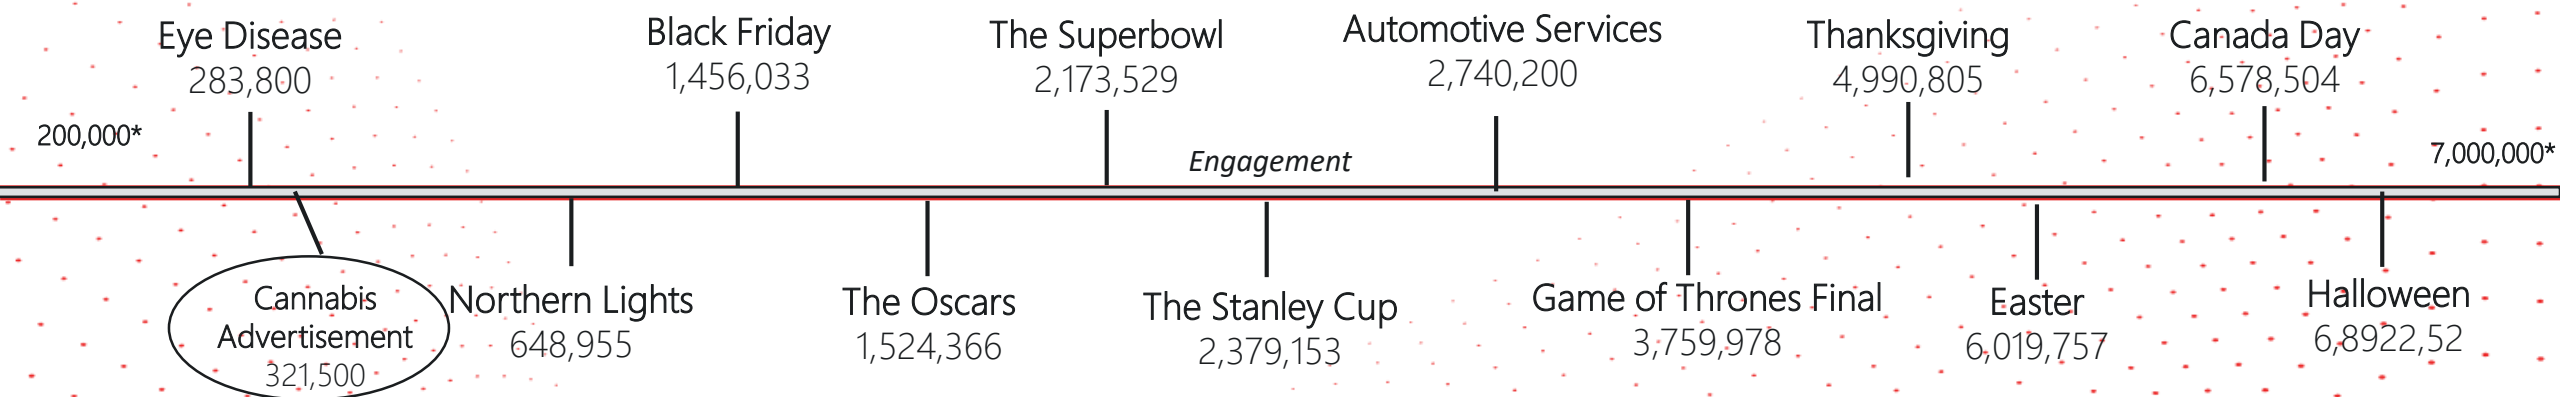 Eye Disease
283,800
Black Friday
1,456,033
The Superbowl
2,173,529
Automotive Services
2,740,200
Thanksgiving
4,990,805
Canada Day
6,578,504
200,000*
Engagement
7,000,000*
Cannabis
Advertisement
321,500
Northern Lights
648,955
The Oscars
1,524,366
The Stanley Cup
2,379,153
Game of Thrones Final
3,759,978
Easter
6,019,757
Halloween
6,8922,52